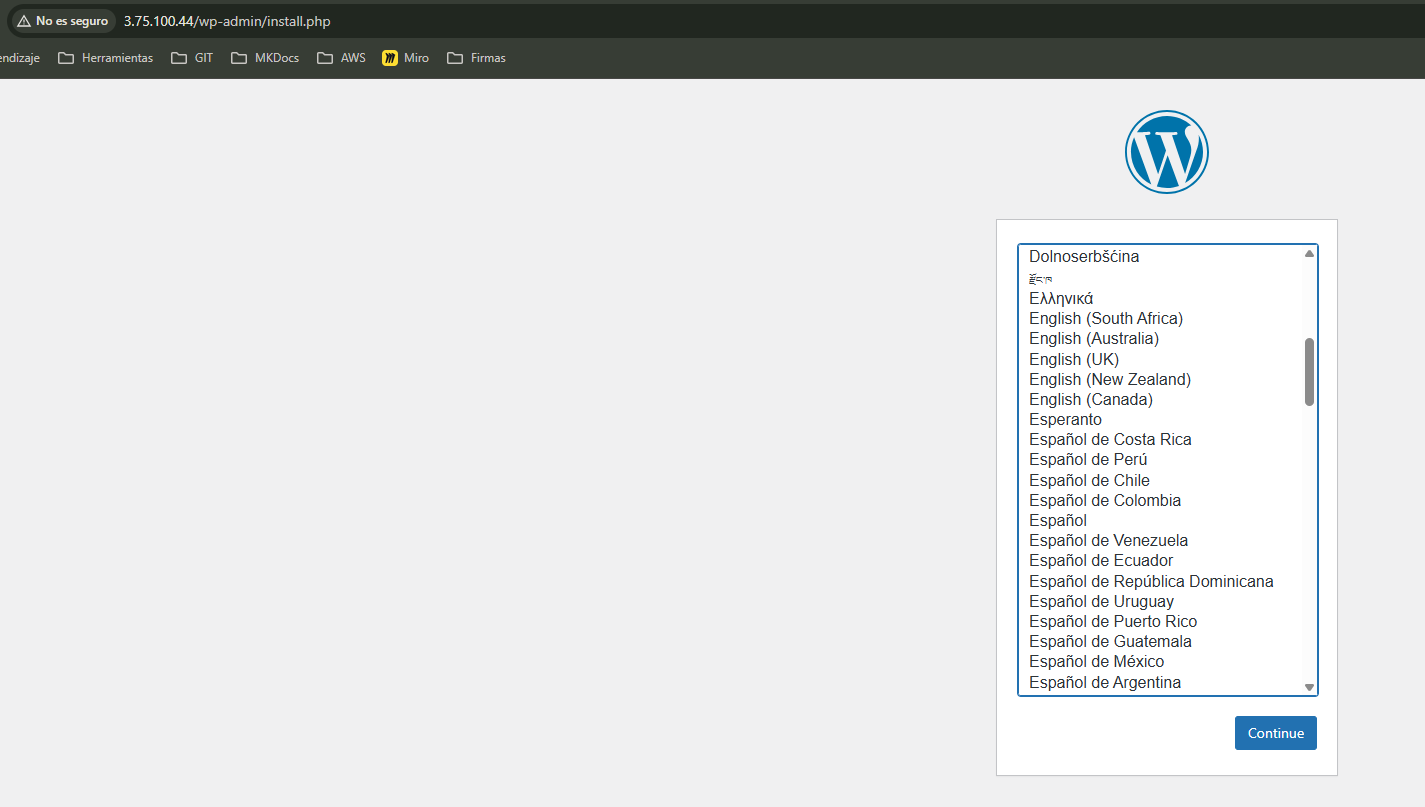 No es seguro 3.75.100.44/wp-admin/install.php
endizaje Herramientas GIT MKDocs AWS Miro Firmas
Dolnoserbšćina
རྫོང་ཁ
Ελληνικά
English (South Africa)
English (Australia)
English (UK)
English (New Zealand)
English (Canada)
Esperanto
Español de Costa Rica
Español de Perú
Español de Chile
Español de Colombia
Español
Español de Venezuela
Español de Ecuador
Español de República Dominicana
Español de Uruguay
Español de Puerto Rico
Español de Guatemala
Español de México
Español de Argentina
Continue